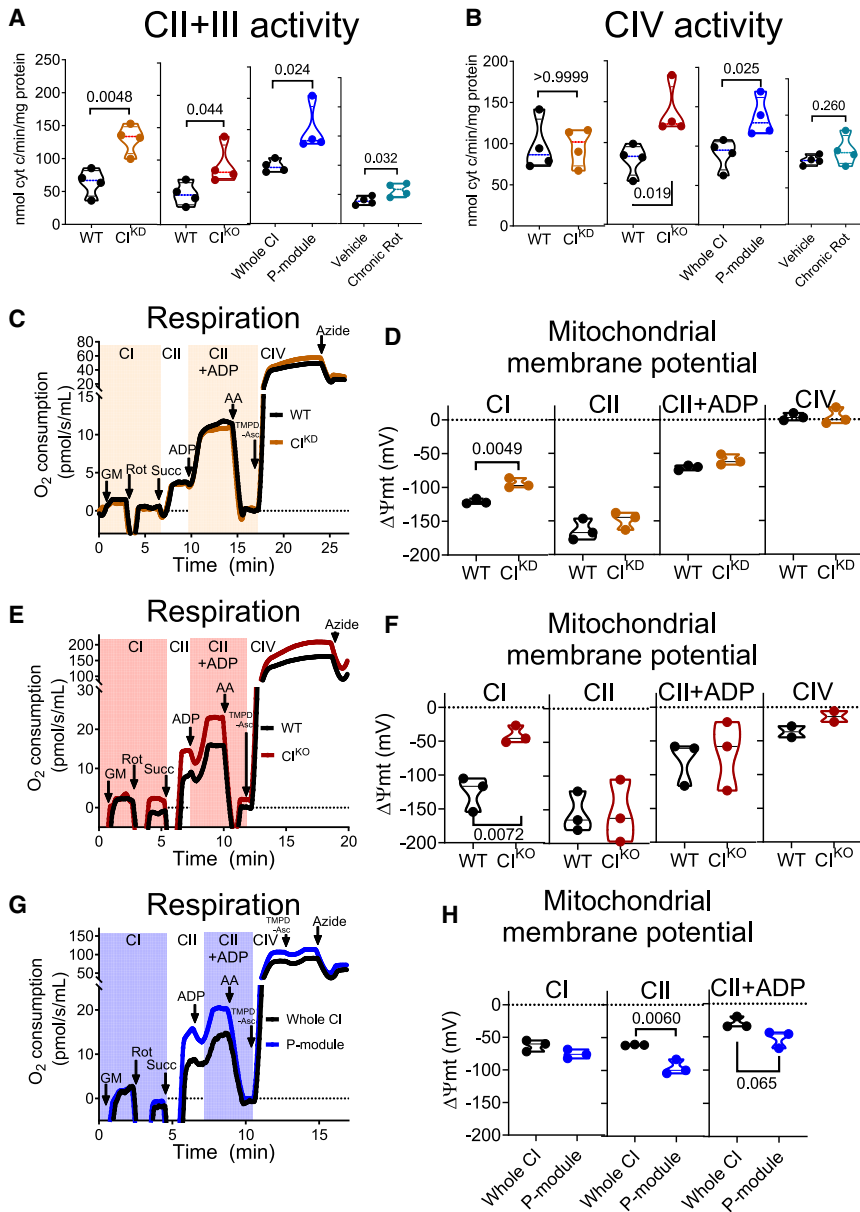 A
CII+III activity
nmol cyt c/min/mg protein
200
150
100
50
0
0.0048
0.044
0.024
0.032
WT
CI^KD
WT
CI^KO
Whole CI
P-module
Vehicle
Chronic Rot
B
CIV activity
nmol cyt c/min/mg protein
200
150
100
50
0
>0.9999
0.019
0.025
0.260
WT
CI^KD
WT
CI^KO
Whole CI
P-module
Vehicle
Chronic Rot
C
Respiration
O₂ consumption
(pmol/s/mL)
80
60
40
20
15
10
5
0
CI
CII
CII
+ADP
CIV
Azide
GM
Rot
Succ
ADP
AA
TMPD
-Asc
WT
CI^KD
0 5 10 15 20 25
Time (min)
D
Mitochondrial
membrane potential
CI CII CII+ADP CIV
ΔΨmt (mV)
0
-50
-100
-150
-200
0.0049
WT CI^KD WT CI^KD WT CI^KD WT CI^KD
E
Respiration
O₂ consumption
(pmol/s/mL)
200
150
100
30
20
10
0
CI
CII
CII
+ADP
CIV
Azide
GM
Rot
Succ
ADP
AA
TMPD
-Asc
WT
CI^KO
0 5 10 15 20
Time (min)
F
Mitochondrial
membrane potential
CI CII CII+ADP CIV
ΔΨmt (mV)
0
-50
-100
-150
-200
0.0072
WT CI^KO WT CI^KO WT CI^KO WT CI^KO
G
Respiration
O₂ consumption
(pmol/s/mL)
150
100
50
20
10
0
CI
CII
CII
+ADP
CIV
TMPD
-Asc
Azide
GM
Rot
Succ
ADP
AA
TMPD
-Asc
Whole CI
P-module
0 5 10 15
Time (min)
H
Mitochondrial
membrane potential
CI CII CII+ADP
ΔΨmt (mV)
0
-50
-100
-150
-200
0.0060
0.065
Whole CI
P-module
Whole CI
P-module
Whole CI
P-module